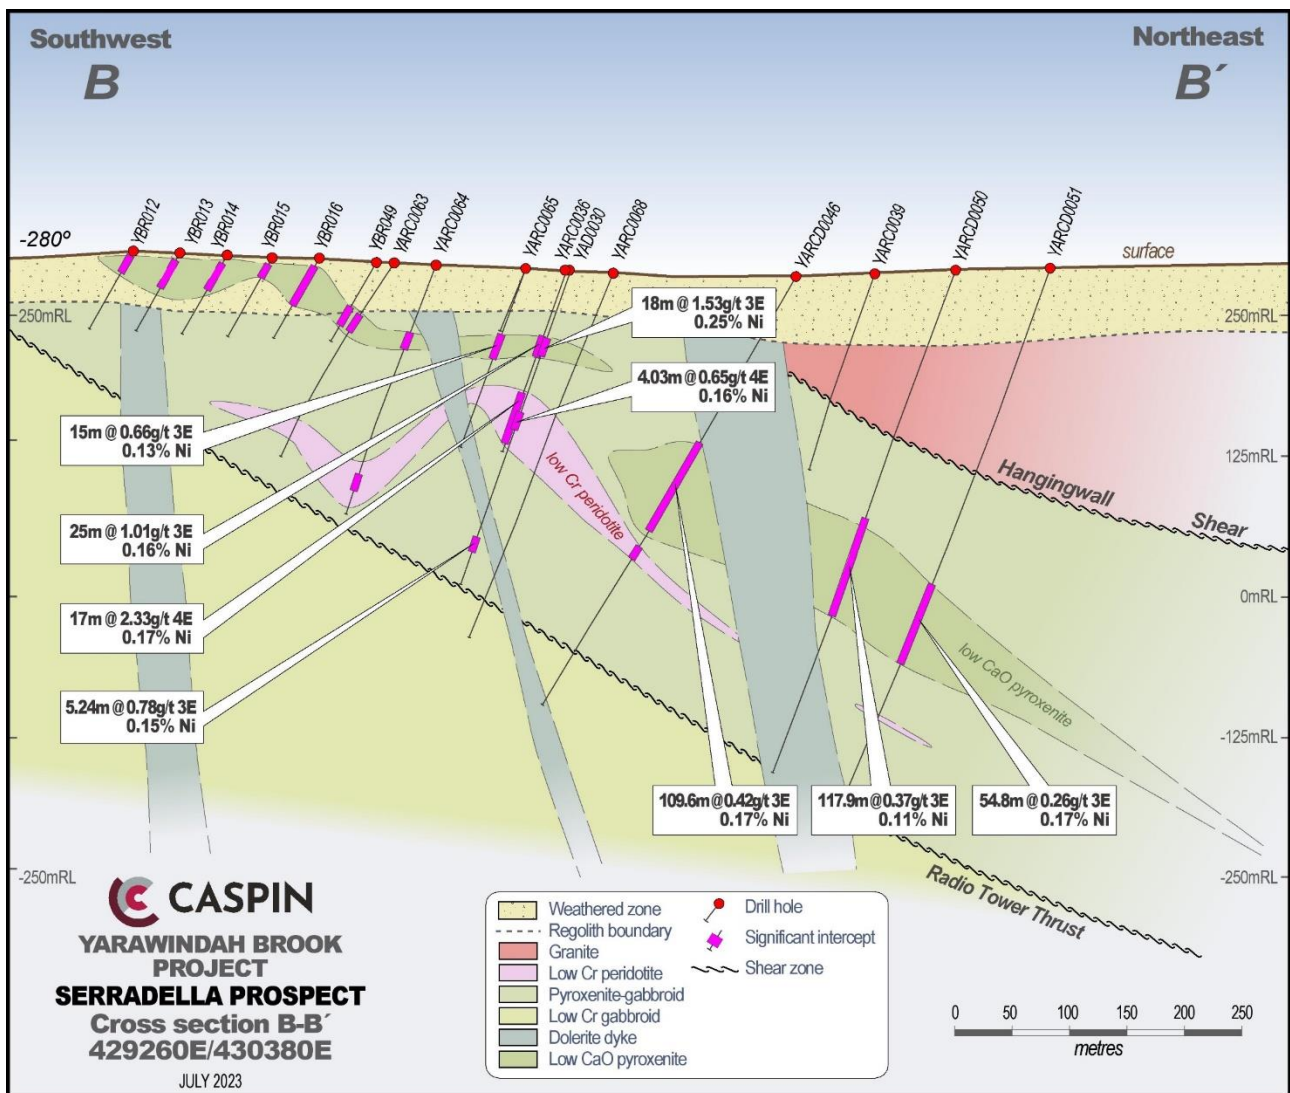 Southwest
B
Northeast
B´
-280º
YBR012
YBR013
YBR014
YBR015
YBR016
YBR049
YARC0063
YARC0064
YARC0065
YARC0036
YAD0030
YARC0068
YARCD0046
YARC0039
YARCD0050
YARCD0051
surface
250mRL
250mRL
18m @ 1.53g/t 3E
0.25% Ni
4.03m @ 0.65g/t 4E
0.16% Ni
15m @ 0.66g/t 3E
0.13% Ni
25m @ 1.01g/t 3E
0.16% Ni
17m @ 2.33g/t 4E
0.17% Ni
5.24m @ 0.78g/t 3E
0.15% Ni
low Cr peridotite
125mRL
Hangingwall
Shear
0mRL
low CaO pyroxenite
-125mRL
109.6m @ 0.42g/t 3E
0.17% Ni
117.9m @ 0.37g/t 3E
0.11% Ni
54.8m @ 0.26g/t 3E
0.17% Ni
-250mRL
-250mRL
Radio Tower Thrust
CASPIN
YARAWINDAH BROOK
PROJECT
SERRADELLA PROSPECT
Cross section B-B´
429260E/430380E
JULY 2023
Weathered zone
Regolith boundary
Granite
Low Cr peridotite
Pyroxenite-gabbroid
Low Cr gabbroid
Dolerite dyke
Low CaO pyroxenite
Drill hole
Significant intercept
Shear zone
0 50 100 150 200 250
metres